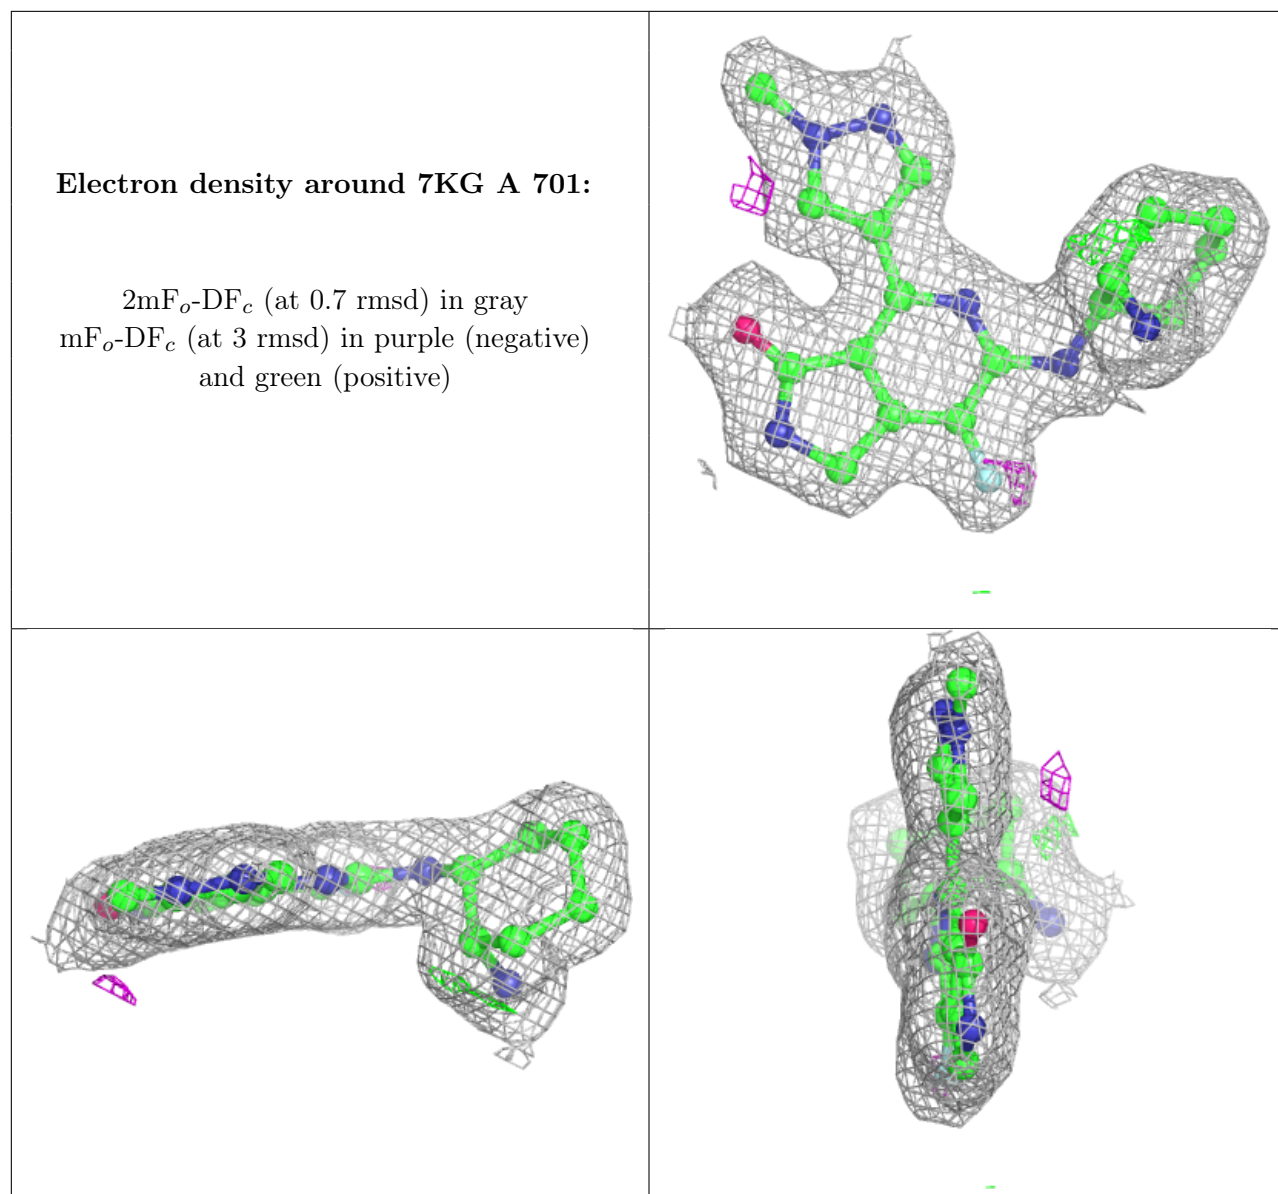 Electron density around 7KG A 701:
2mFₒ-DF𝒸 (at 0.7 rmsd) in gray
mFₒ-DF𝒸 (at 3 rmsd) in purple (negative)
and green (positive)